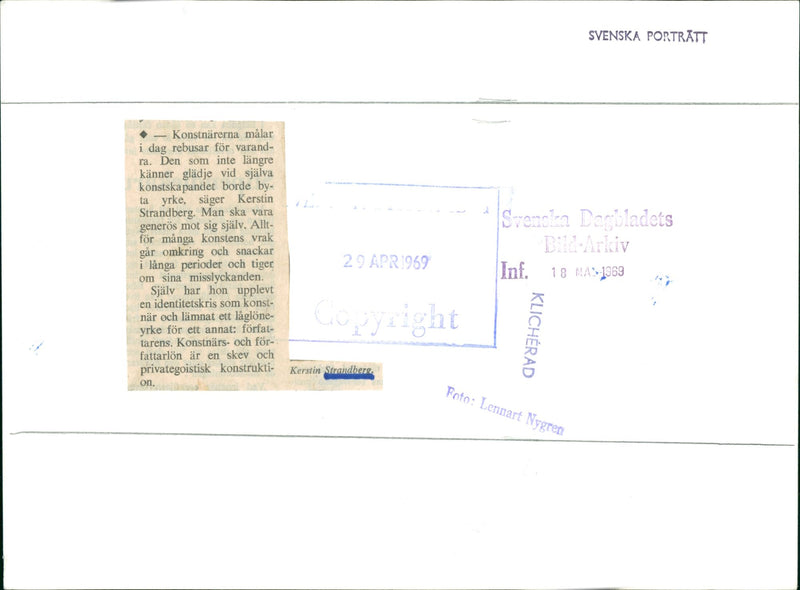 SVENSKA PORTRÄTT
◆ — Konstnärerna målar
i dag rebusar för varand-
ra. Den som inte längre
känner glädje vid själva
konstskapandet borde by-
ta yrke, säger Kerstin
Strandberg. Man ska vara
generös mot sig själv. Allt-
för många konstens vrak
går omkring och snackar
i långa perioder och tiger
om sina misslyckanden.
Själv har hon upplevt
en identitetskris som konst-
när och lämnat ett låglöne-
yrke för ett annat: förfat-
tarens. Konstnärs- och för-
fattarlön är en skev och
privategoistisk konstrukti-
on.
Kerstin Strandberg.
29 APR 1969
Copyright
Svenska Dagbladets
Bild-Arkiv
Inf. 18 MAJ 1969
KLICHERAD
Foto: Lennart Nygren